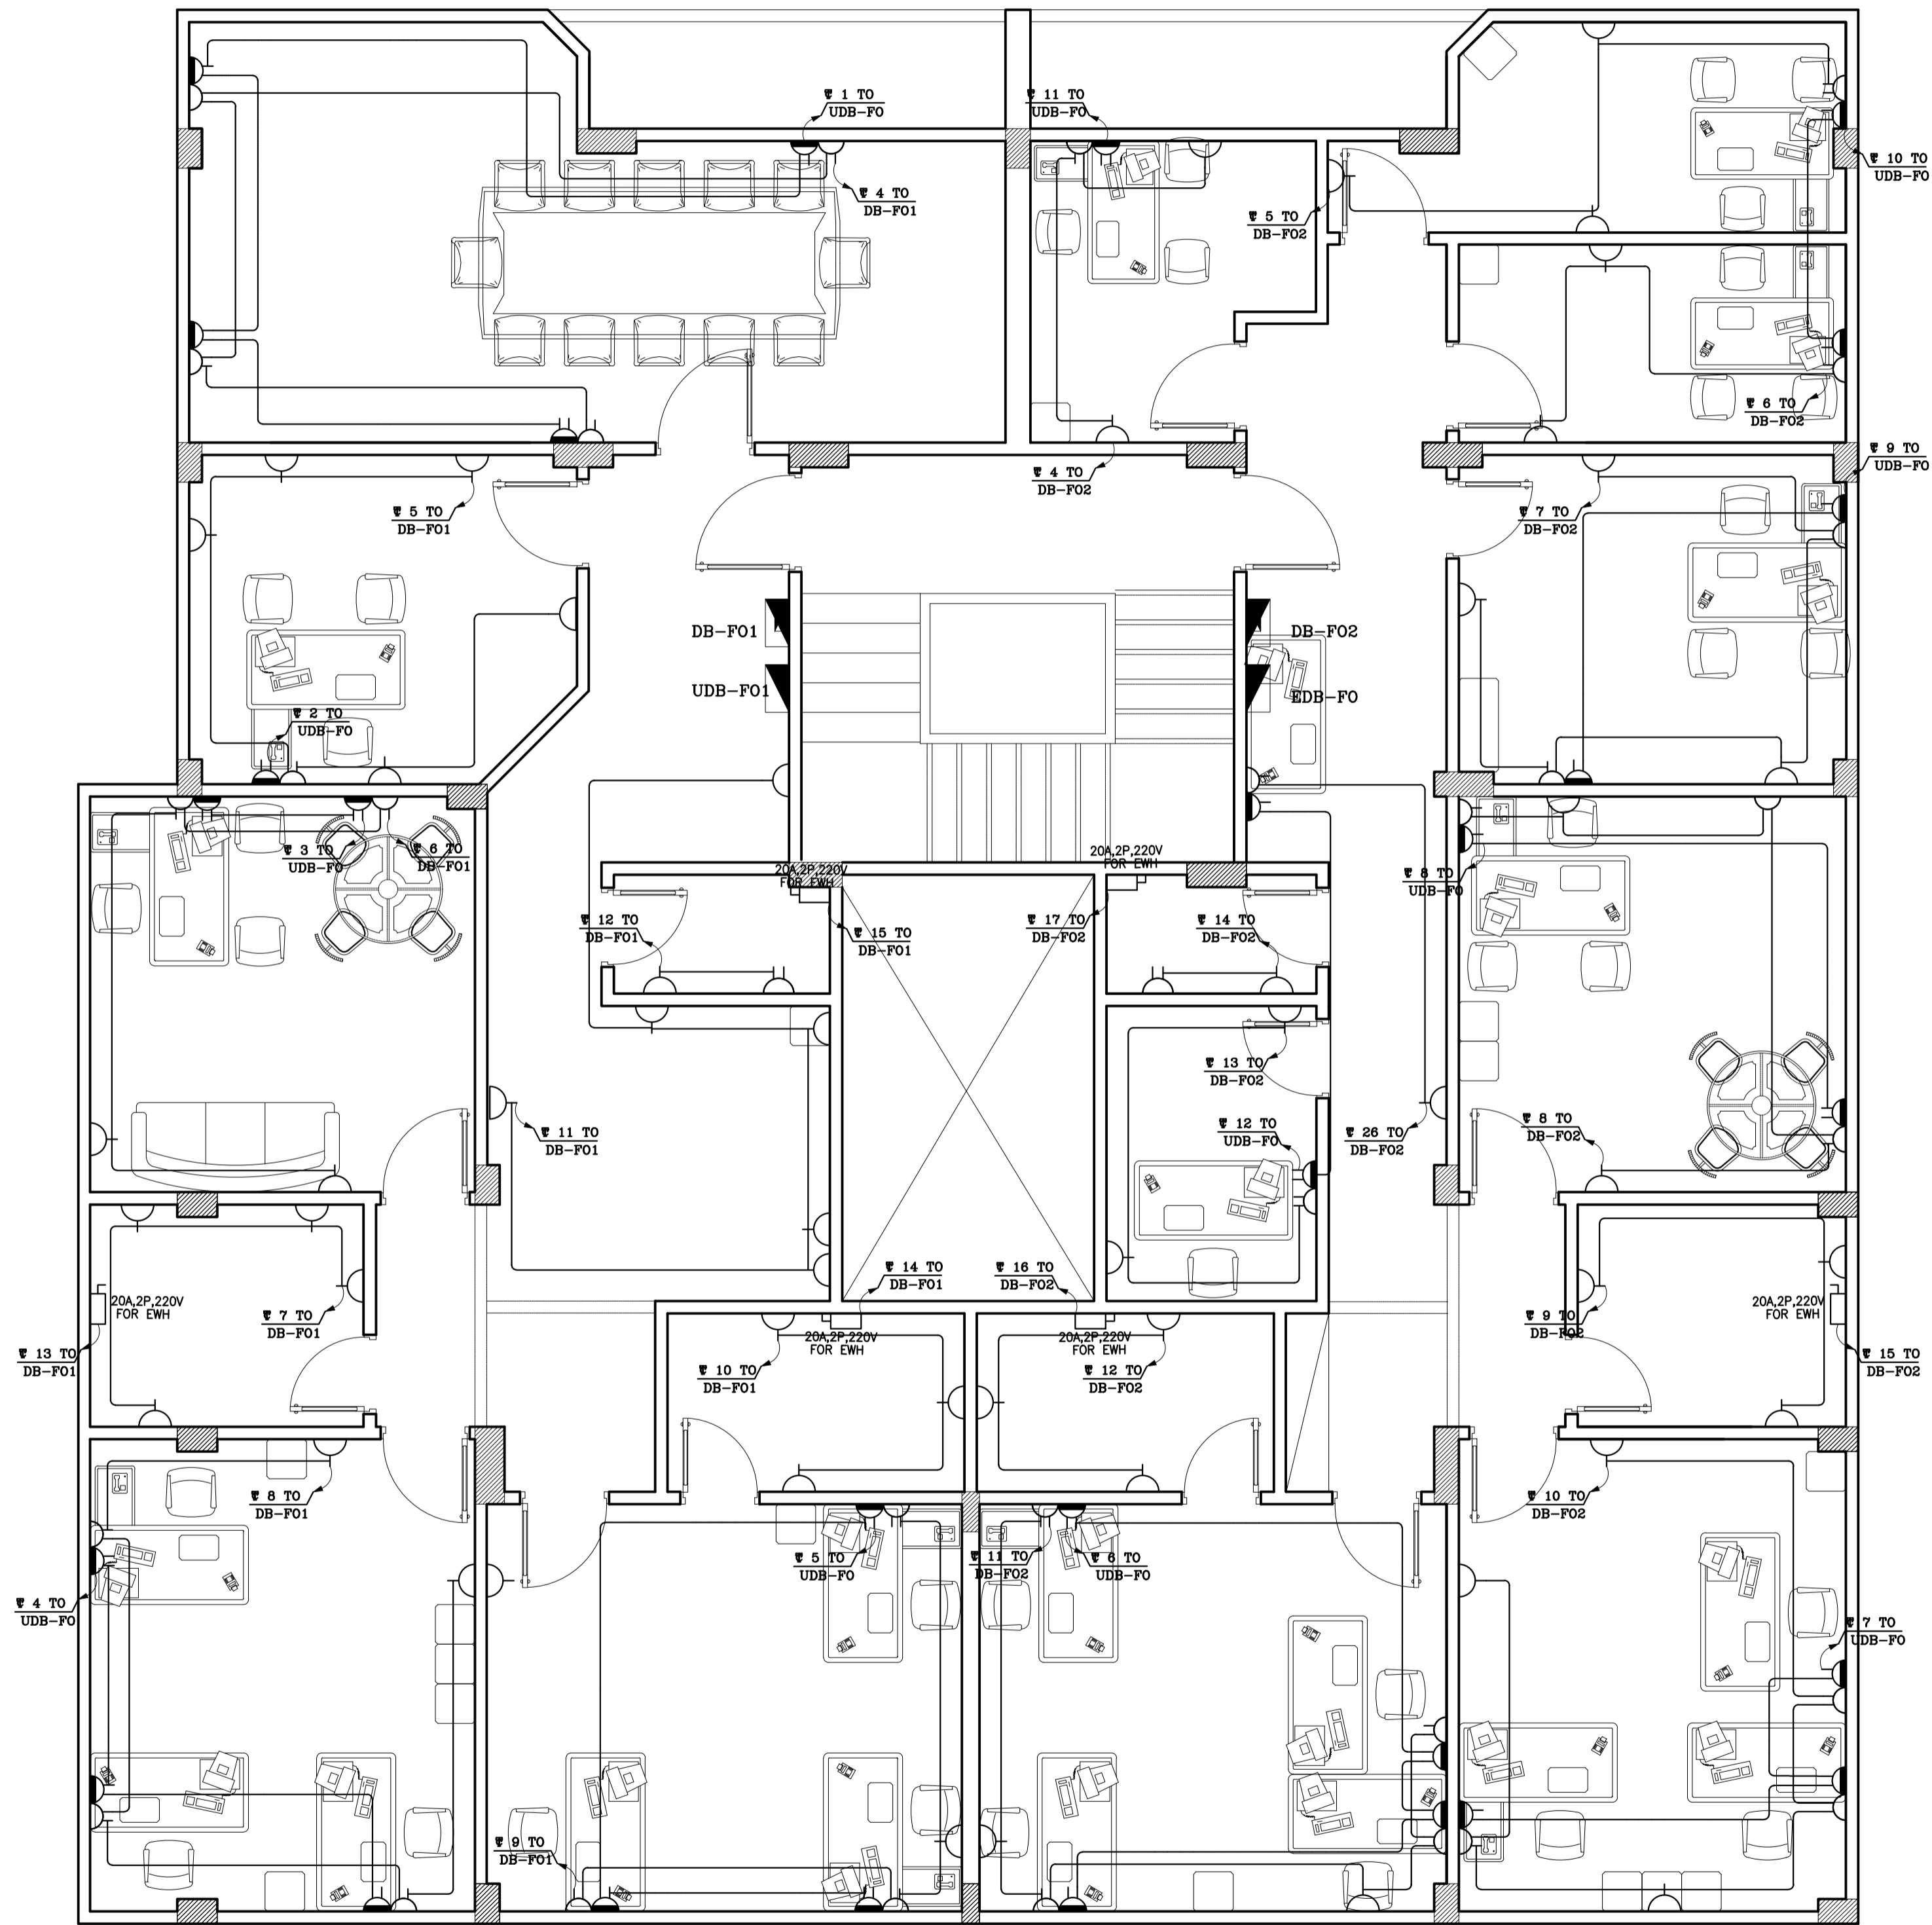 1 TO
UDB-FO
11 TO
UDB-FO
4 TO
DB-FO1
10 TO
UDB-FO
5 TO
DB-FO2
6 TO
DB-FO2
4 TO
DB-FO2
9 TO
UDB-FO
5 TO
DB-FO1
7 TO
DB-FO2
DB-FO1
DB-FO2
UDB-FO1
EDB-FO
2 TO
UDB-FO
3 TO
UDB-FO
6 TO
DB-FO1
20A,2P,220V
FOR EWH
20A,2P,220V
FOR EWH
8 TO
UDB-FO
12 TO
DB-FO1
15 TO
DB-FO1
17 TO
DB-FO2
14 TO
DB-FO2
13 TO
DB-FO2
11 TO
DB-FO1
12 TO
UDB-FO
26 TO
DB-FO2
8 TO
DB-FO2
14 TO
DB-FO1
16 TO
DB-FO2
20A,2P,220V
FOR EWH
7 TO
DB-FO1
9 TO
DB-FO2
20A,2P,220V
FOR EWH
13 TO
DB-FO1
20A,2P,220V
FOR EWH
20A,2P,220V
FOR EWH
15 TO
DB-FO2
10 TO
DB-FO1
12 TO
DB-FO2
8 TO
DB-FO1
10 TO
DB-FO2
5 TO
UDB-FO
11 TO
DB-FO2
6 TO
UDB-FO
4 TO
UDB-FO
7 TO
UDB-FO
9 TO
DB-FO1